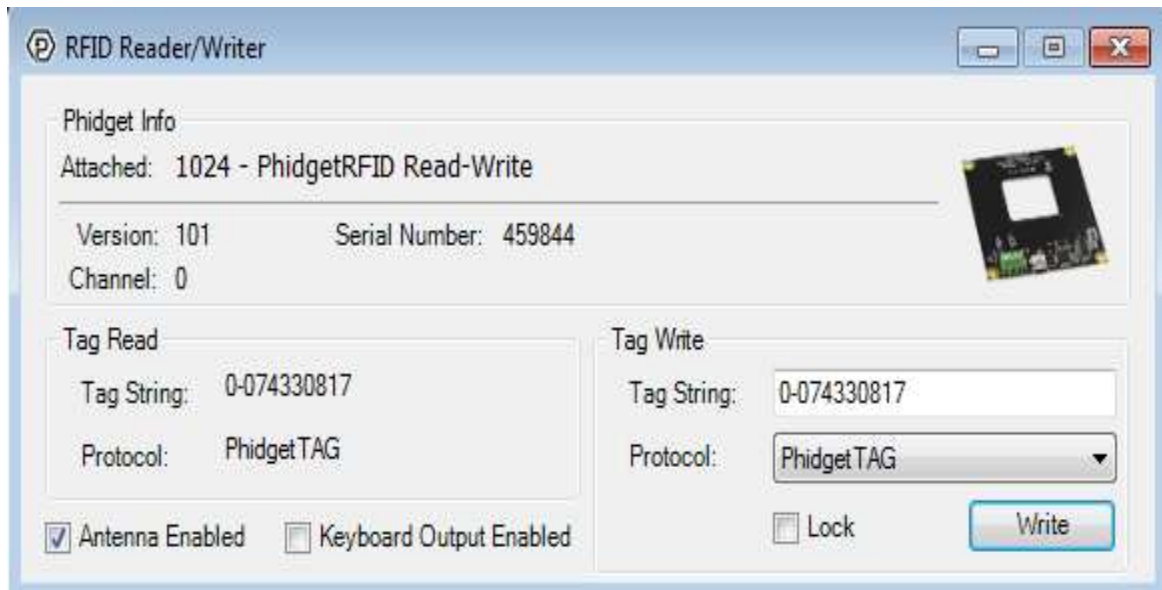 RFID Reader/Writer
Phidget Info
Attached: 1024 - PhidgetRFID Read-Write
Version: 101 Serial Number: 459844
Channel: 0
Tag Read
Tag String: 0-074330817
Protocol: PhidgetTAG
Antenna Enabled Keyboard Output Enabled
Tag Write
Tag String: 0-074330817
Protocol: PhidgetTAG
Lock Write